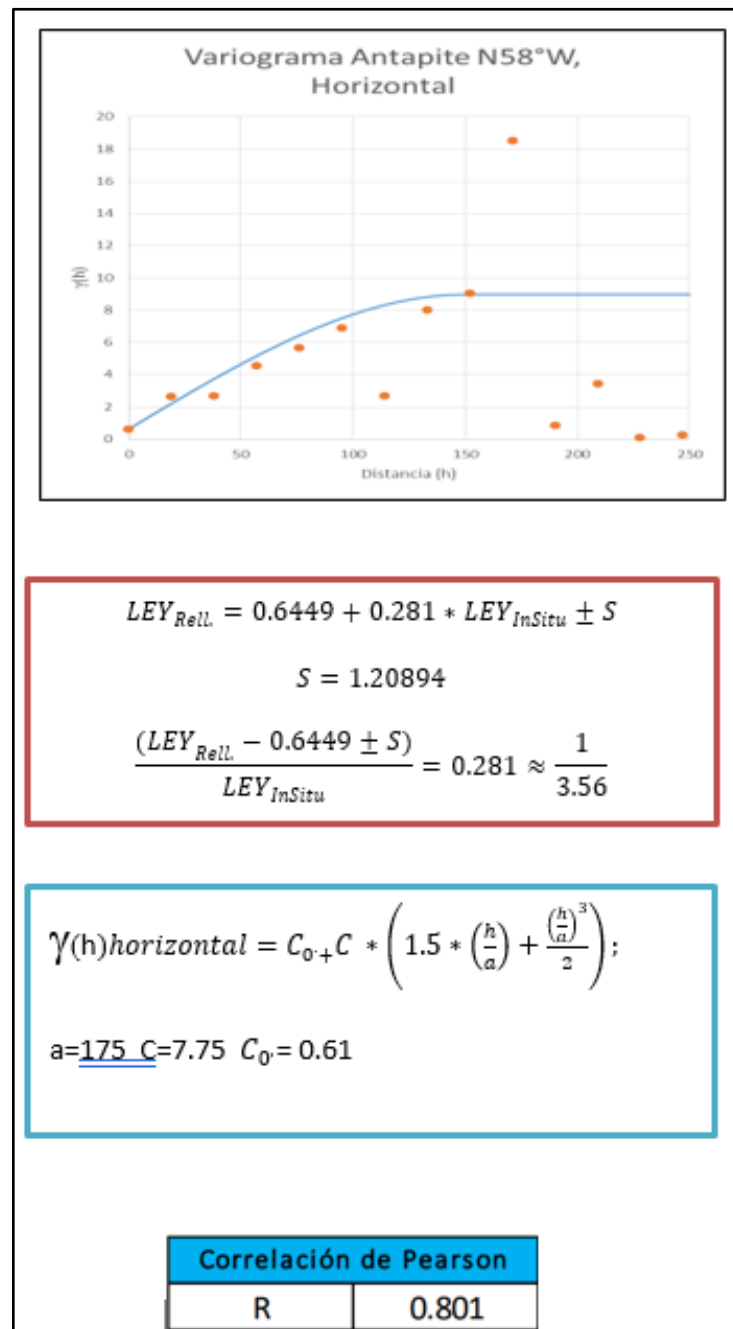 Variograma Antapite N58°W,
Horizontal
20
18
16
14
12
10
8
6
4
2
0
γ(h)
0 50 100 150 200 250
Distancia (h)
LEY_Rell. = 0.6449 + 0.281 * LEY_InSitu ± S
S = 1.20894
(LEY_Rell. − 0.6449 ± S) / LEY_InSitu = 0.281 ≈ 1 / 3.56
γ(h)horizontal = C_0·+C * (1.5 * (h/a) + (h/a)^3 / 2);
a=175 C=7.75 C_0·= 0.61
Correlación de Pearson
R 0.801